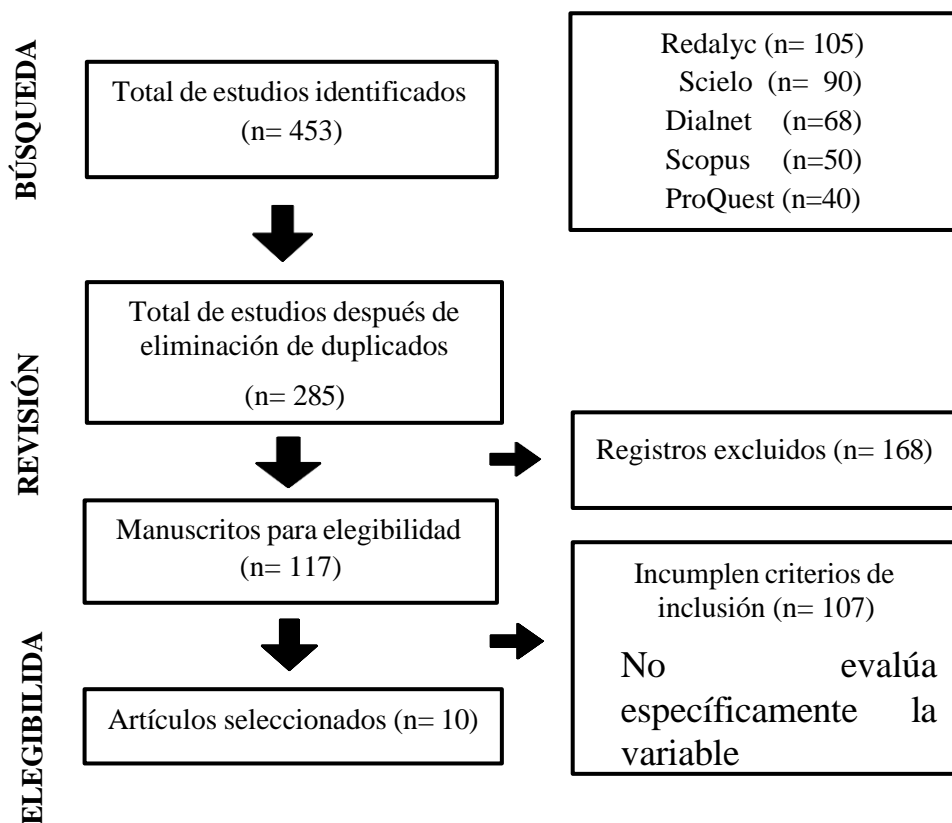 BÚSQUEDA
Total de estudios identificados
(n= 453)
Redalyc (n= 105)
Scielo (n= 90)
Dialnet (n=68)
Scopus (n=50)
ProQuest (n=40)
REVISIÓN
Total de estudios después de
eliminación de duplicados
(n= 285)
Registros excluidos (n= 168)
Manuscritos para elegibilidad
(n= 117)
ELEGIBILIDA
Incumplen criterios de
inclusión (n= 107)
No evalúa
específicamente la
variable
Artículos seleccionados (n= 10)